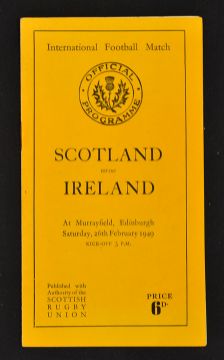 International Football Match
OFFICIAL
PROGRAMME
SCOTLAND
versus
IRELAND
At Murrayfield, Edinburgh
Saturday, 26th February 1949
KICK-OFF 3 P.M.
Published with
Authority of the
SCOTTISH
RUGBY
UNION
PRICE
6D.